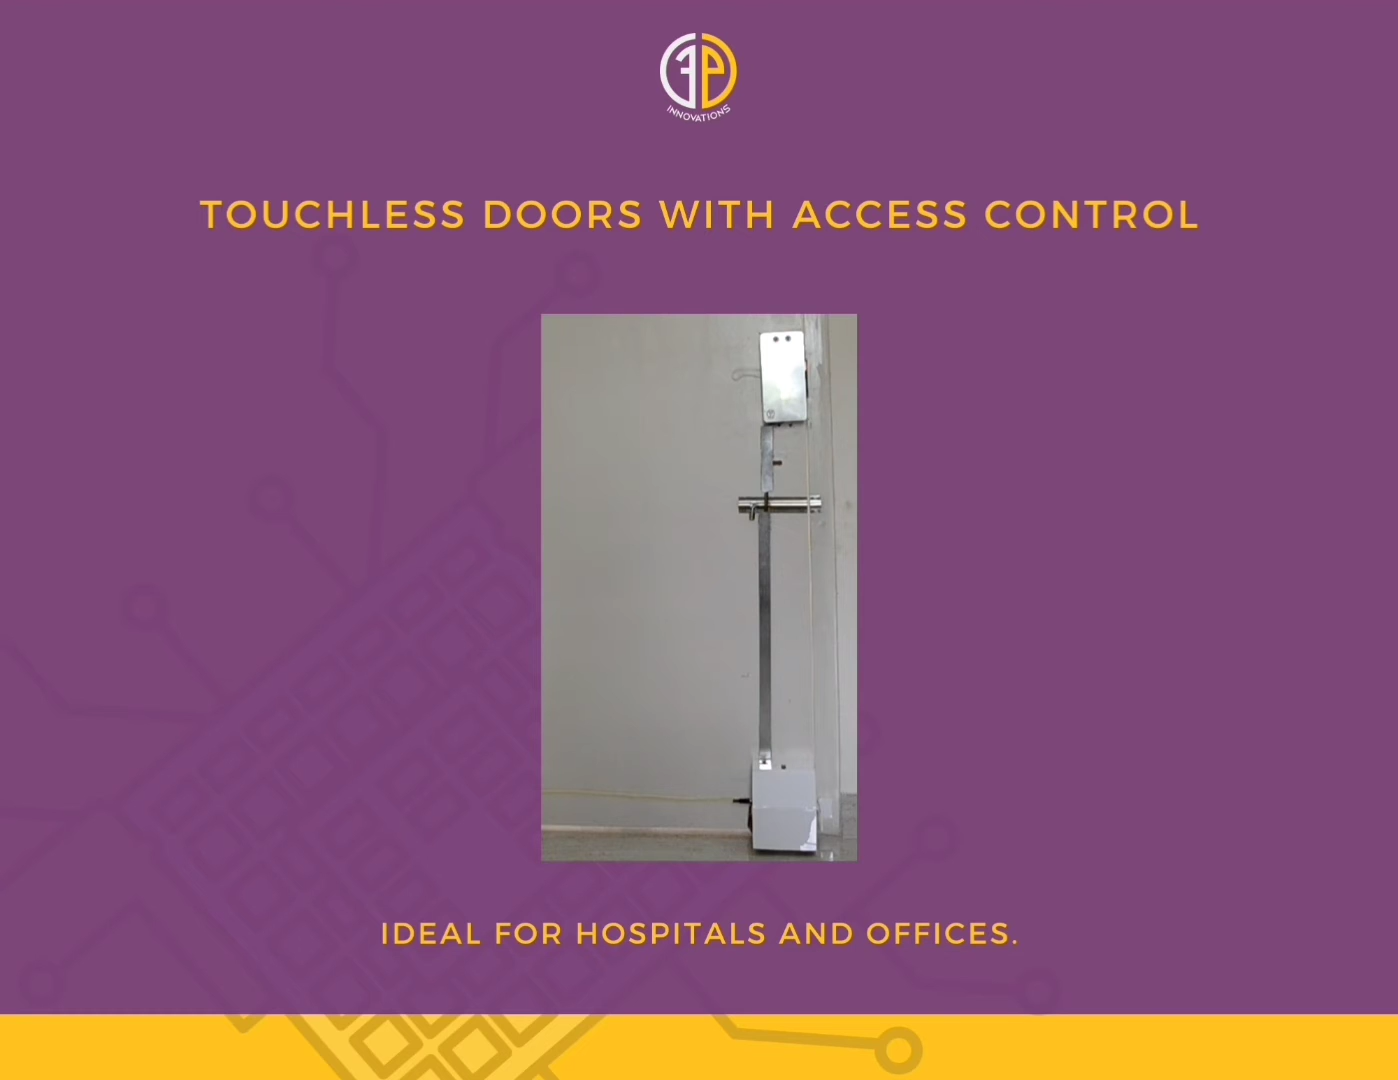 INNOVATIONS
TOUCHLESS DOORS WITH ACCESS CONTROL
IDEAL FOR HOSPITALS AND OFFICES.